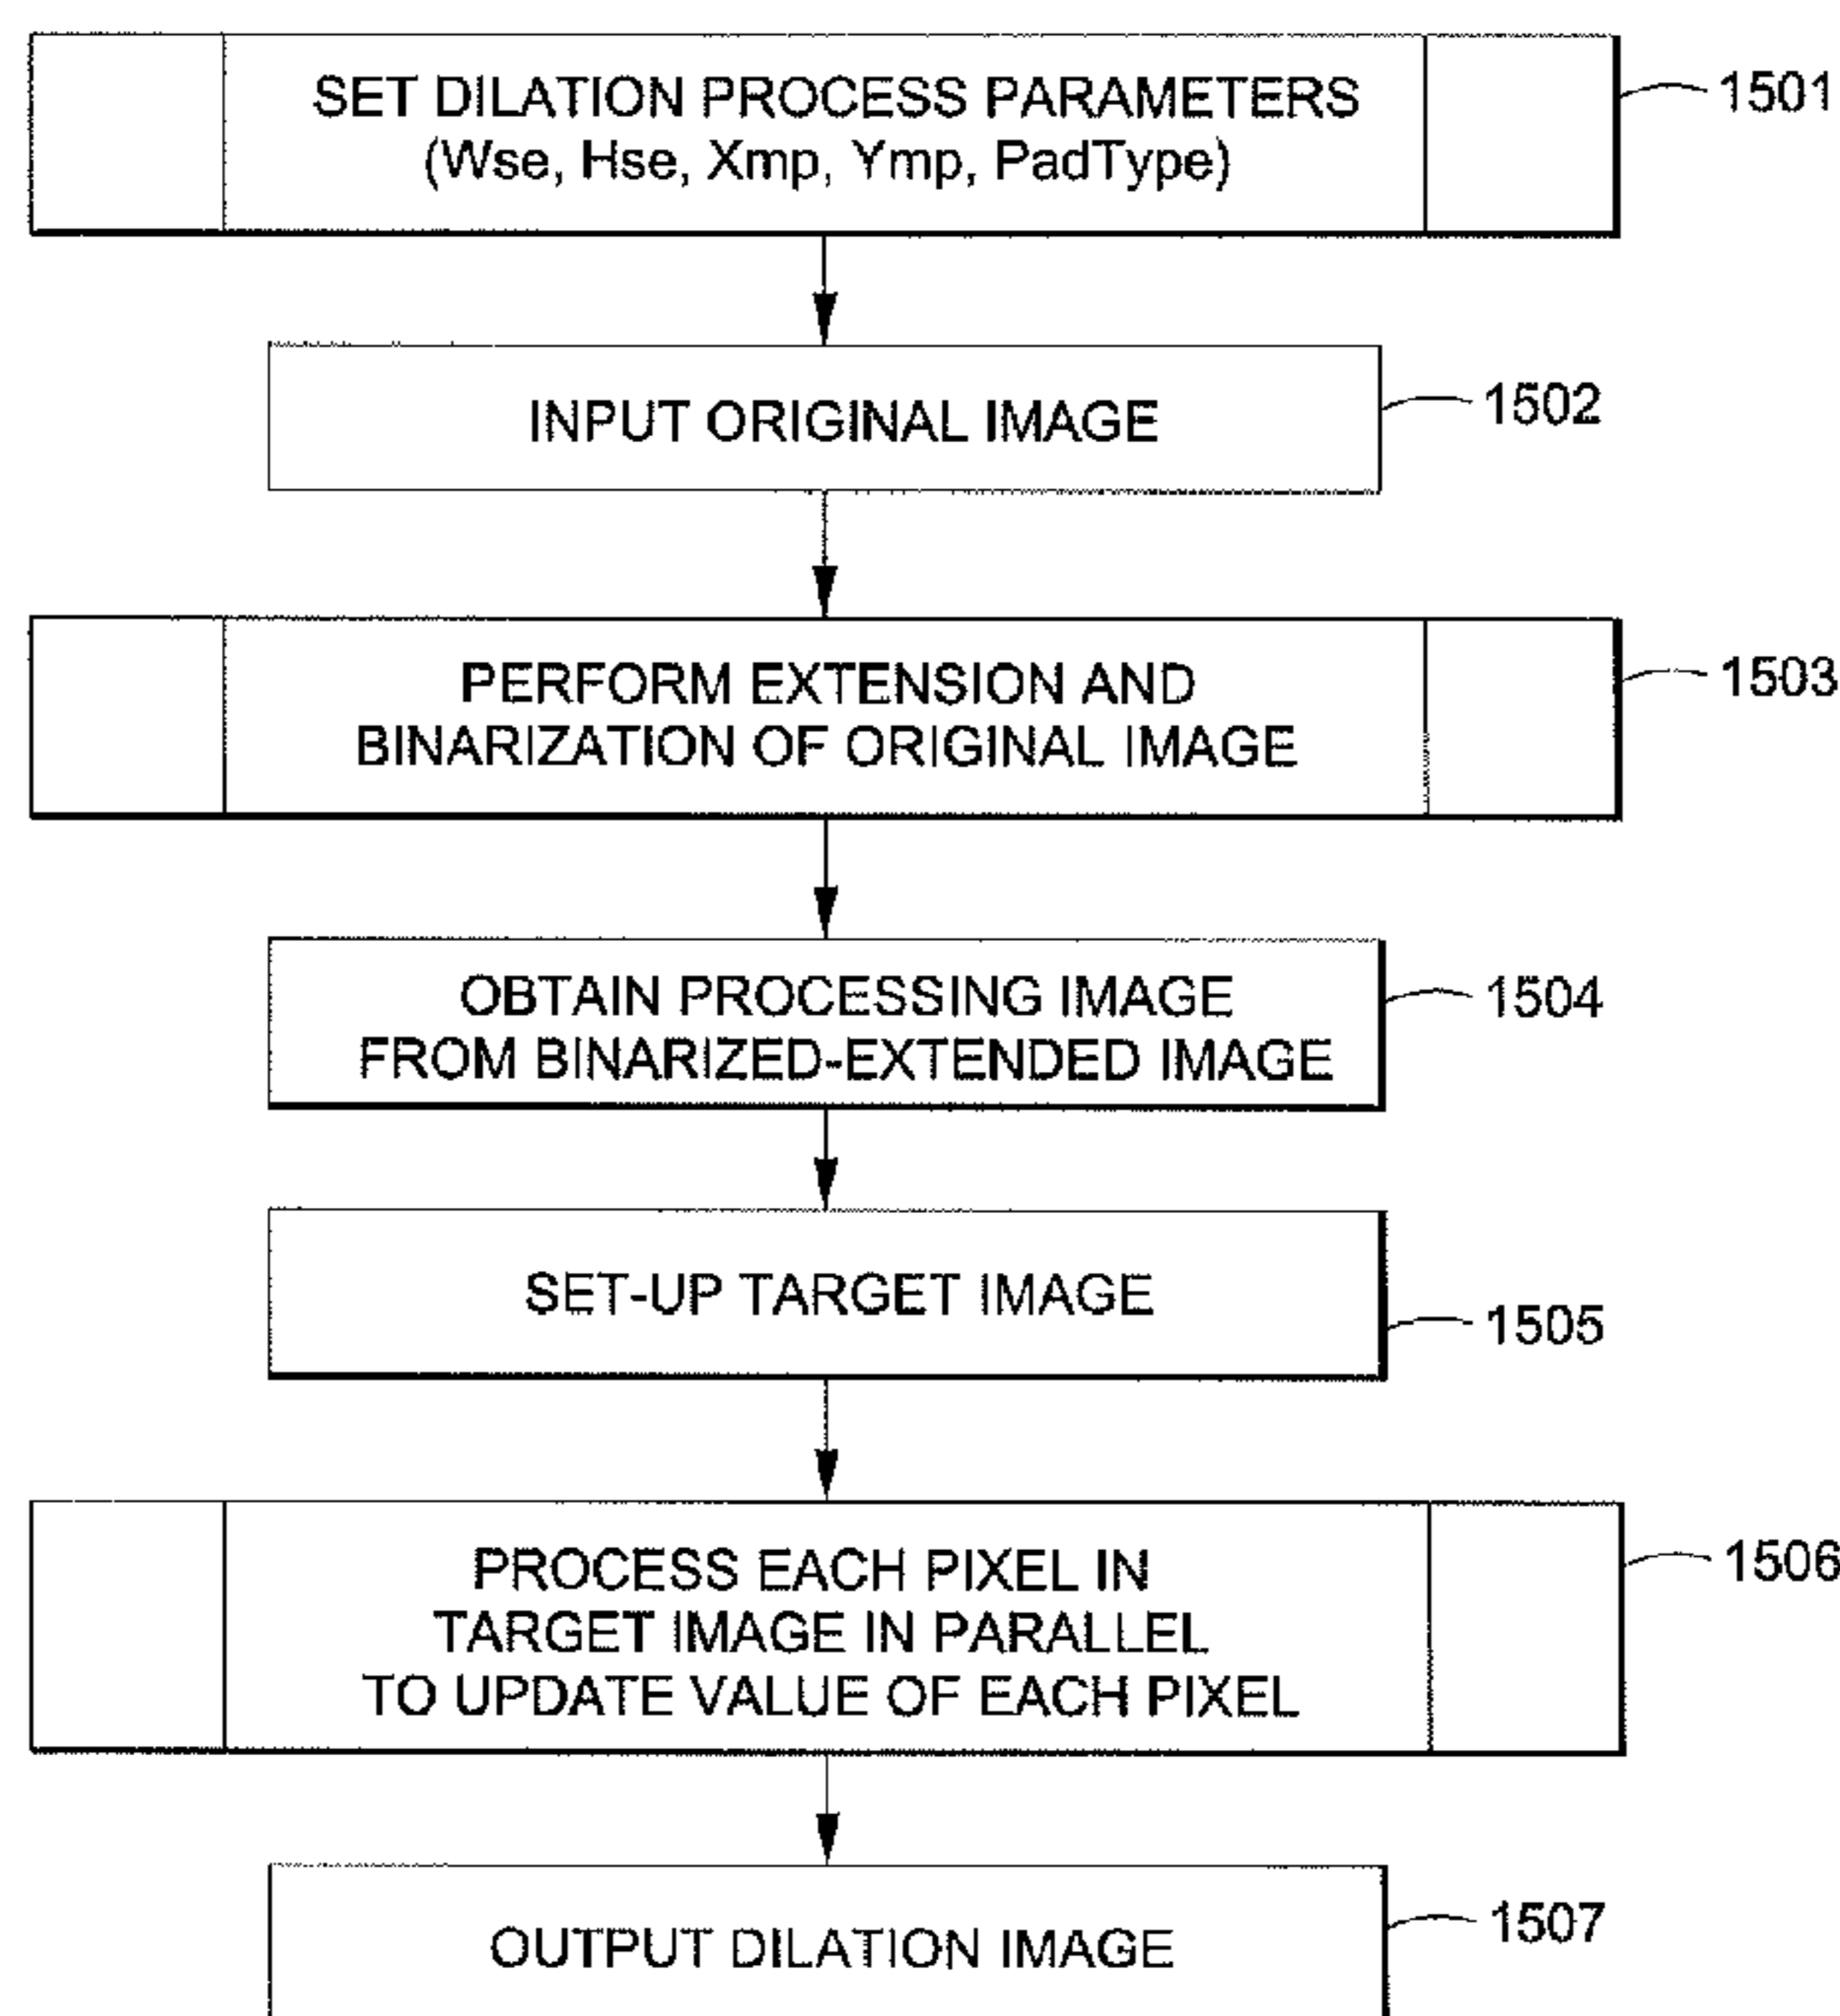 SET DILATION PROCESS PARAMETERS
(Wse, Hse, Xmp, Ymp, PadType)
1501
INPUT ORIGINAL IMAGE
1502
PERFORM EXTENSION AND
BINARIZATION OF ORIGINAL IMAGE
1503
OBTAIN PROCESSING IMAGE
FROM BINARIZED-EXTENDED IMAGE
1504
SET-UP TARGET IMAGE
1505
PROCESS EACH PIXEL IN
TARGET IMAGE IN PARALLEL
TO UPDATE VALUE OF EACH PIXEL
1506
OUTPUT DILATION IMAGE
1507